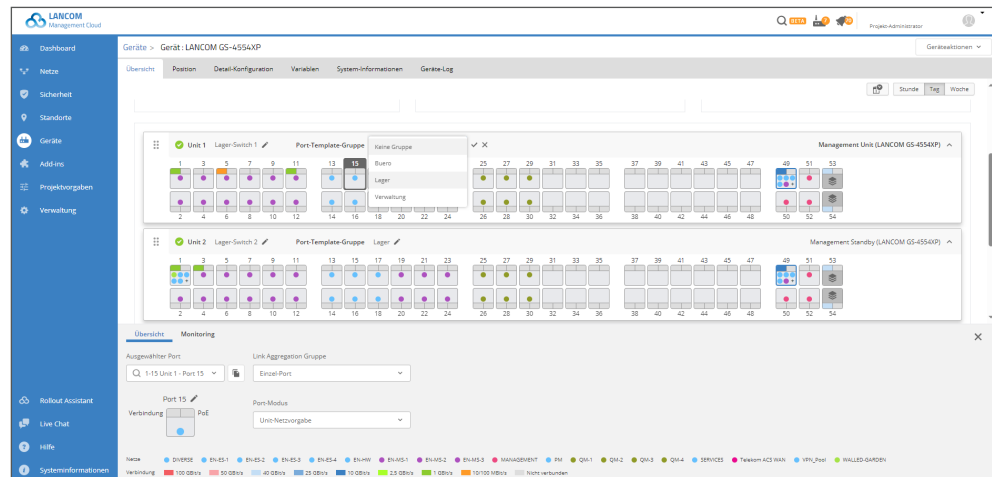 LANCOM
Management Cloud
BETA
Projekt-Administrator
Dashboard
Netze
Sicherheit
Standorte
Geräte
Add-ins
Projektvorgaben
Verwaltung
Rollout Assistant
Live Chat
Hilfe
Systeminformationen
Geräte > Gerät : LANCOM GS-4554XP
Geräteaktionen
Übersicht Position Detail-Konfiguration Variablen System-Informationen Geräte-Log
Stunde Tag Woche
Unit 1 Lager-Switch 1 Port-Template-Gruppe Management Unit (LANCOM GS-4554XP)
Keine Gruppe
Buero
Lager
Verwaltung
1 3 5 7 9 11 13 15 25 27 29 31 33 35 37 39 41 43 45 47 49 51 53
2 4 6 8 10 12 14 16 18 20 22 24 26 28 30 32 34 36 38 40 42 44 46 48 50 52 54
Unit 2 Lager-Switch 2 Port-Template-Gruppe Lager Management Standby (LANCOM GS-4554XP)
1 3 5 7 9 11 13 15 17 19 21 23 25 27 29 31 33 35 37 39 41 43 45 47 49 51 53
2 4 6 8 10 12 14 16 18 20 22 24 26 28 30 32 34 36 38 40 42 44 46 48 50 52 54
Übersicht Monitoring
Ausgewählter Port Link Aggregation Gruppe
1-15 Unit 1 - Port 15 Einzel-Port
Port 15
Verbindung PoE
Port-Modus
Unit-Netzvorgabe
Netze DIVERSE EN-ES-1 EN-ES-2 EN-ES-3 EN-ES-4 EN-HW EN-MS-1 EN-MS-2 EN-MS-3 MANAGEMENT PM QM-1 QM-2 QM-3 QM-4 SERVICES Telekom ACS WAN VPN_Pool WALLED-GARDEN
Verbindung 100 GBit/s 50 GBit/s 40 GBit/s 25 GBit/s 10 GBit/s 2.5 GBit/s 1 GBit/s 10/100 MBit/s Nicht verbunden